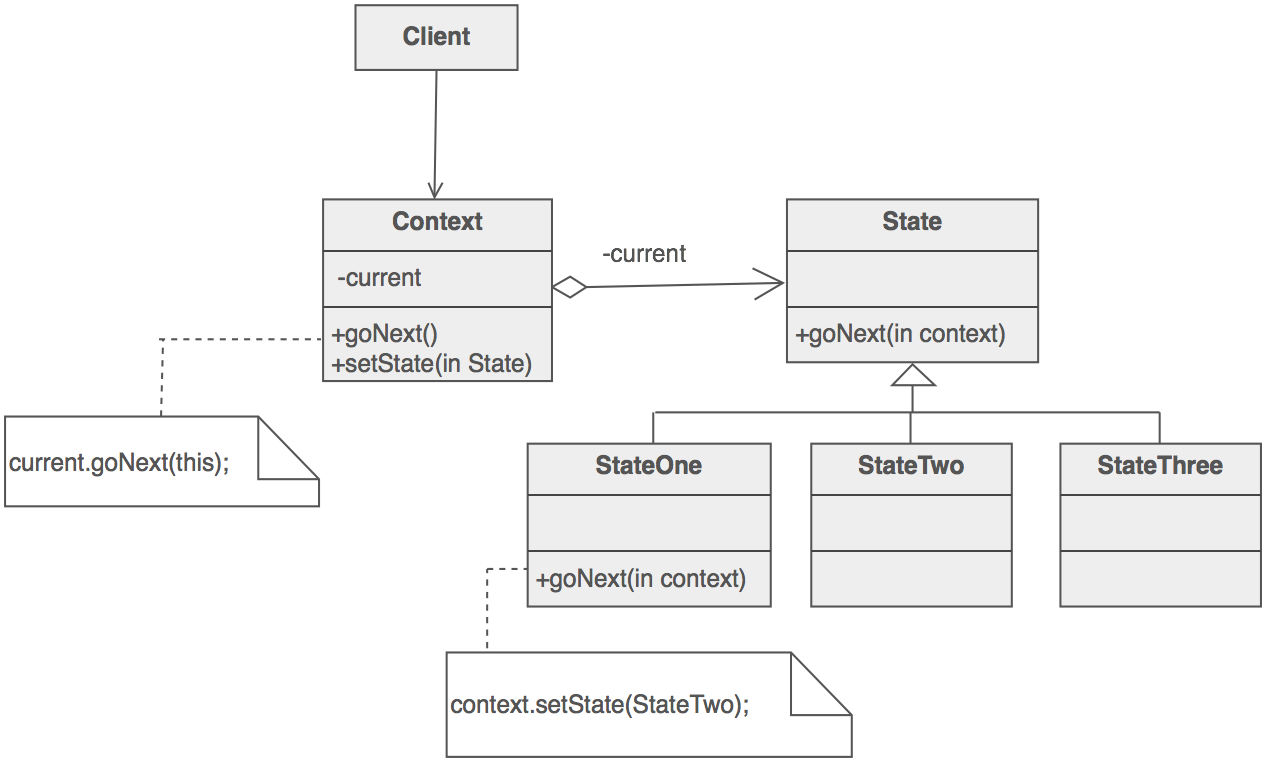 Client
Context
-current
+goNext()
+setState(in State)
-current
State
+goNext(in context)
current.goNext(this);
StateOne
+goNext(in context)
StateTwo
StateThree
context.setState(StateTwo);